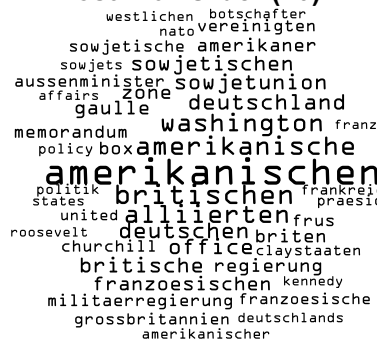 westlichen botschafter
nato vereinigten
sowjetische amerikaner
sowjets sowjetischen
aussenminister sowjetunion
affairs zone
gaulle deutschland
memorandum washington franz
policy box amerikanische
amerikanischen
politik britischen frankrei
states praesi
united alliierten frus
roosevelt deutschen briten
churchill office claystaaten
britische regierung
franzoesischen kennedy
militaerregierung franzoesische
grossbritannien deutschlands
amerikanischer